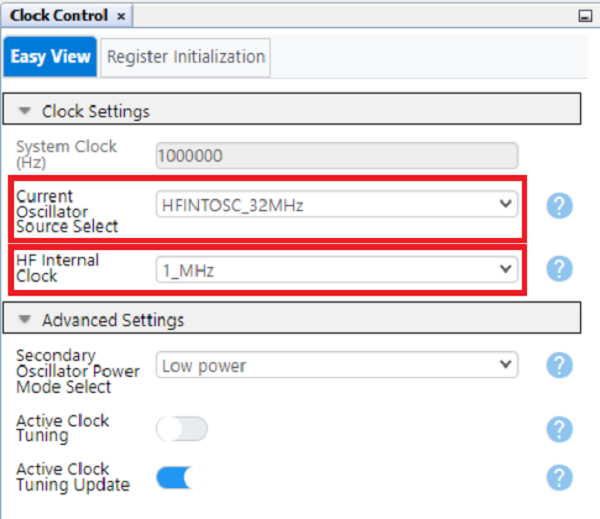 Clock Control ×
Easy View Register Initialization
Clock Settings
System Clock
(Hz)
1000000
Current
Oscillator
Source Select
HFINTOSC_32MHz
?
HF Internal
Clock
1_MHz
?
Advanced Settings
Secondary
Oscillator Power
Mode Select
Low power
?
Active Clock
Tuning
?
Active Clock
Tuning Update
?